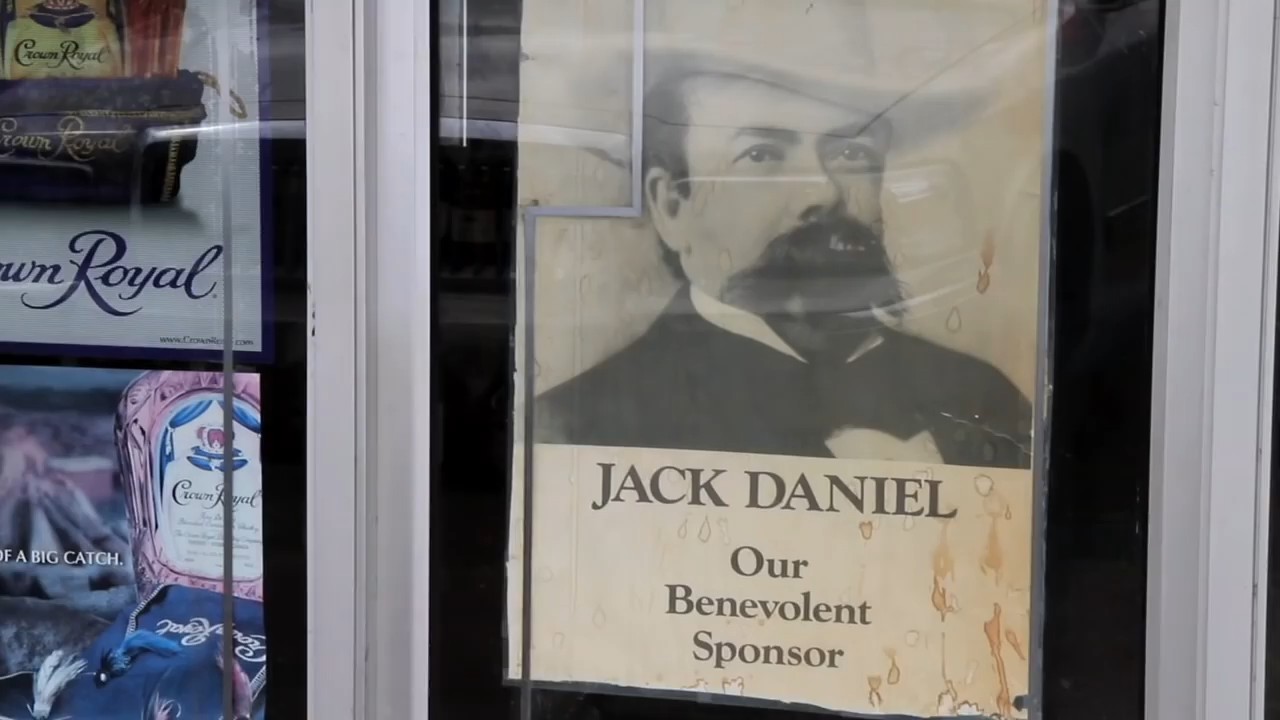 Crown Royal
Crown Royal
Royal
www.CrownRoyal.com
Crown Royal
OF A BIG CATCH.
Crown Royal
JACK DANIEL
Our
Benevolent
Sponsor